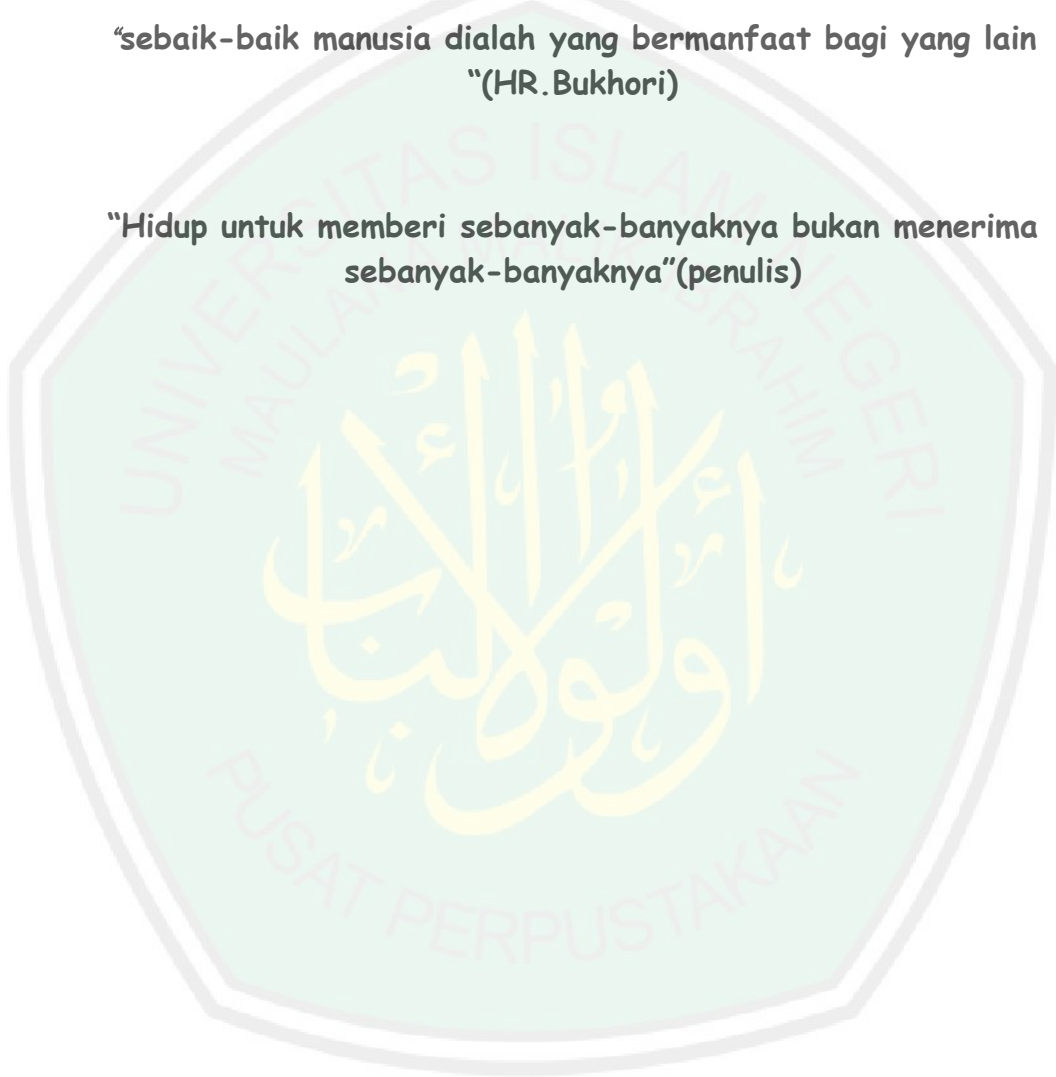 “sebaik-baik manusia dialah yang bermanfaat bagi yang lain
“(HR.Bukhori)
“Hidup untuk memberi sebanyak-banyaknya bukan menerima
sebanyak-banyaknya”(penulis)
UNIVERSITAS ISLAM NEGERI
MAULANA MALIK IBRAHIM
أولوا الألباب
PUSAT PERPUSTAKAAN